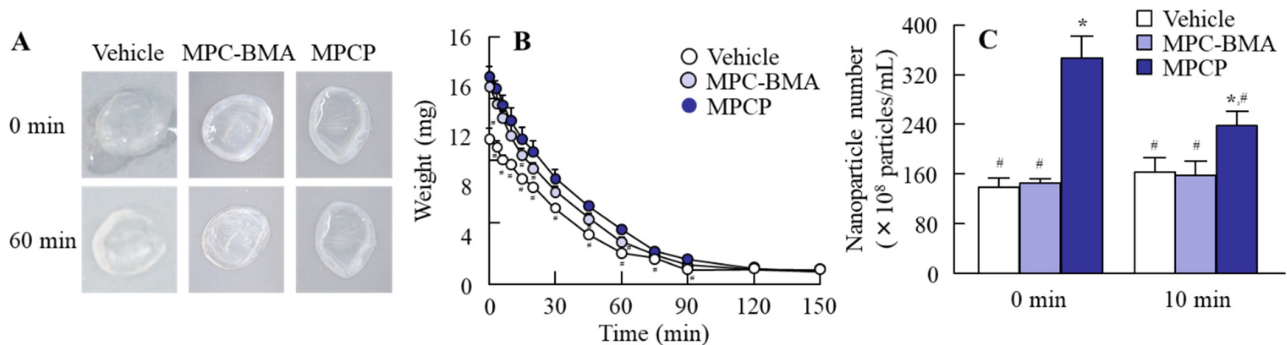 A
Vehicle MPC-BMA MPCP
0 min
60 min
B
Weight (mg)
16
16
12
8
4
0
Vehicle
MPC-BMA
MPCP
# # # # # # # # # # # #
0 30 60 90 120 150
Time (min)
C
Nanoparticle number
( × 10⁸ particles/mL)
400
320
240
160
80
0
Vehicle
MPC-BMA
MPCP
# # * # # *,#
0 min 10 min